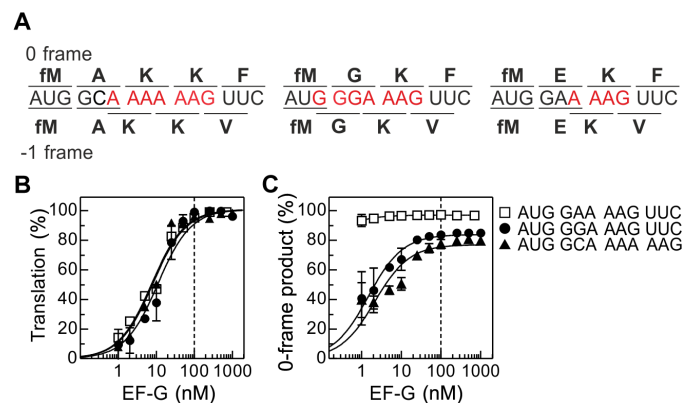 A
0 frame
fM A K K F fM G K F fM E K F
AUG GCA AAA AAG UUC AUG GGA AAG UUC AUG GAA AAG UUC
fM A K K V fM G K V fM E K V
-1 frame
B
Translation (%)
100
80
60
40
20
0
1 10 100 1000
EF-G (nM)
C
0-frame product (%)
100
80
60
40
20
0
1 10 100 1000
EF-G (nM)
AUG GAA AAG UUC
AUG GGA AAG UUC
AUG GCA AAA AAG